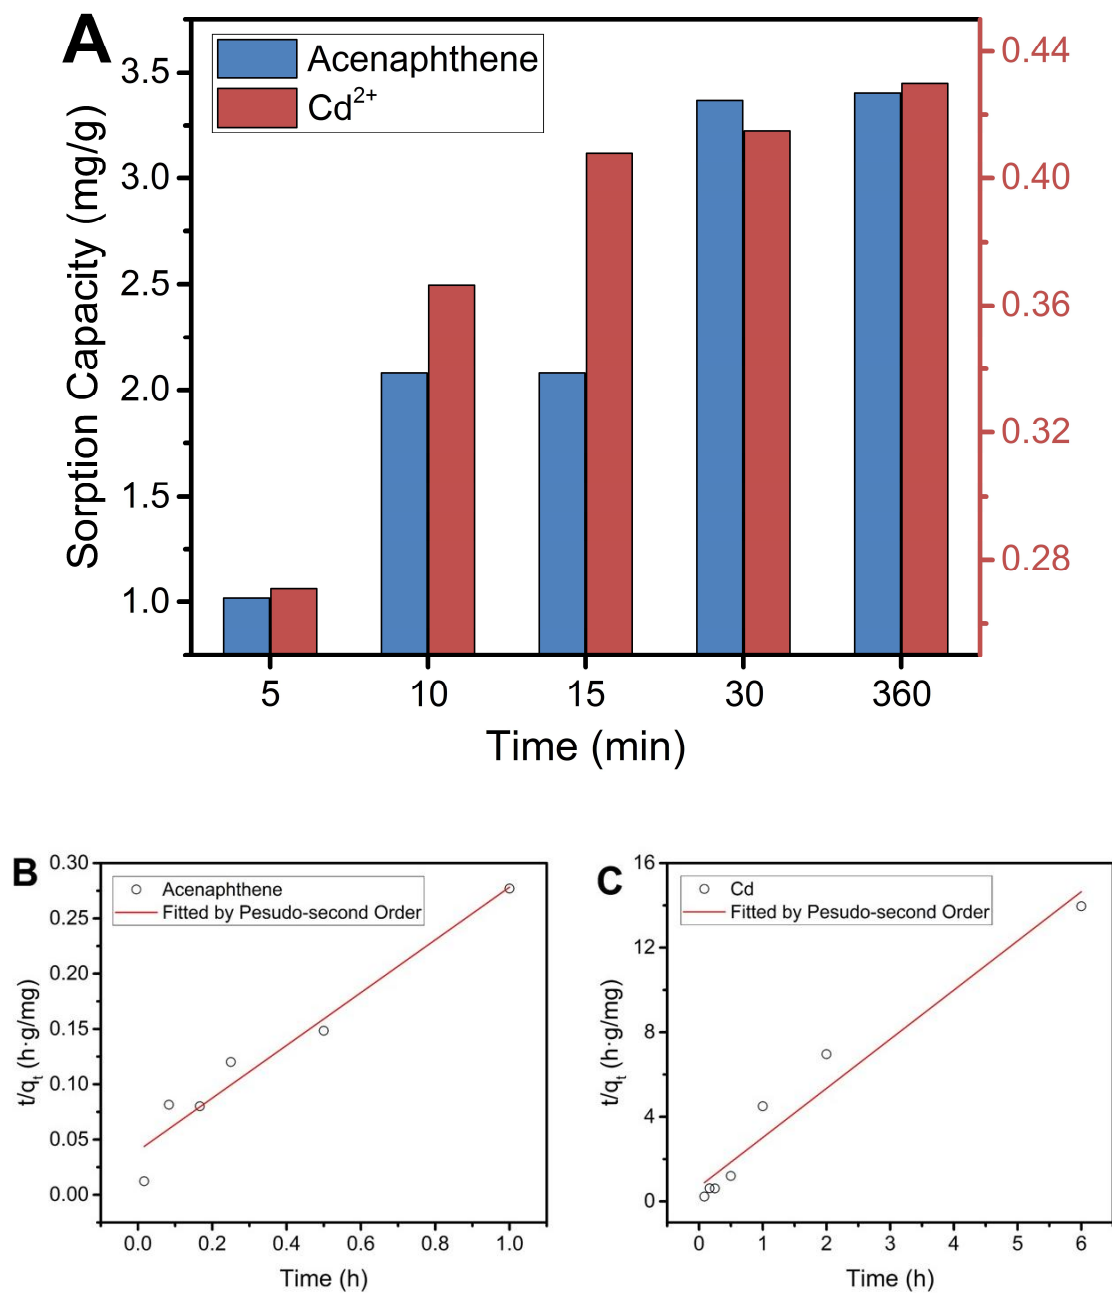 A
Acenaphthene
Cd²⁺
Sorption Capacity (mg/g)
3.5
3.0
2.5
2.0
1.5
1.0
0.44
0.40
0.36
0.32
0.28
5 10 15 30 360
Time (min)
B
Acenaphthene
Fitted by Pesudo-second Order
t/qₜ (h·g/mg)
0.30
0.25
0.20
0.15
0.10
0.05
0.00
0.0 0.2 0.4 0.6 0.8 1.0
Time (h)
C
Cd
Fitted by Pesudo-second Order
t/qₜ (h·g/mg)
16
12
8
4
0
0 1 2 3 4 5 6
Time (h)